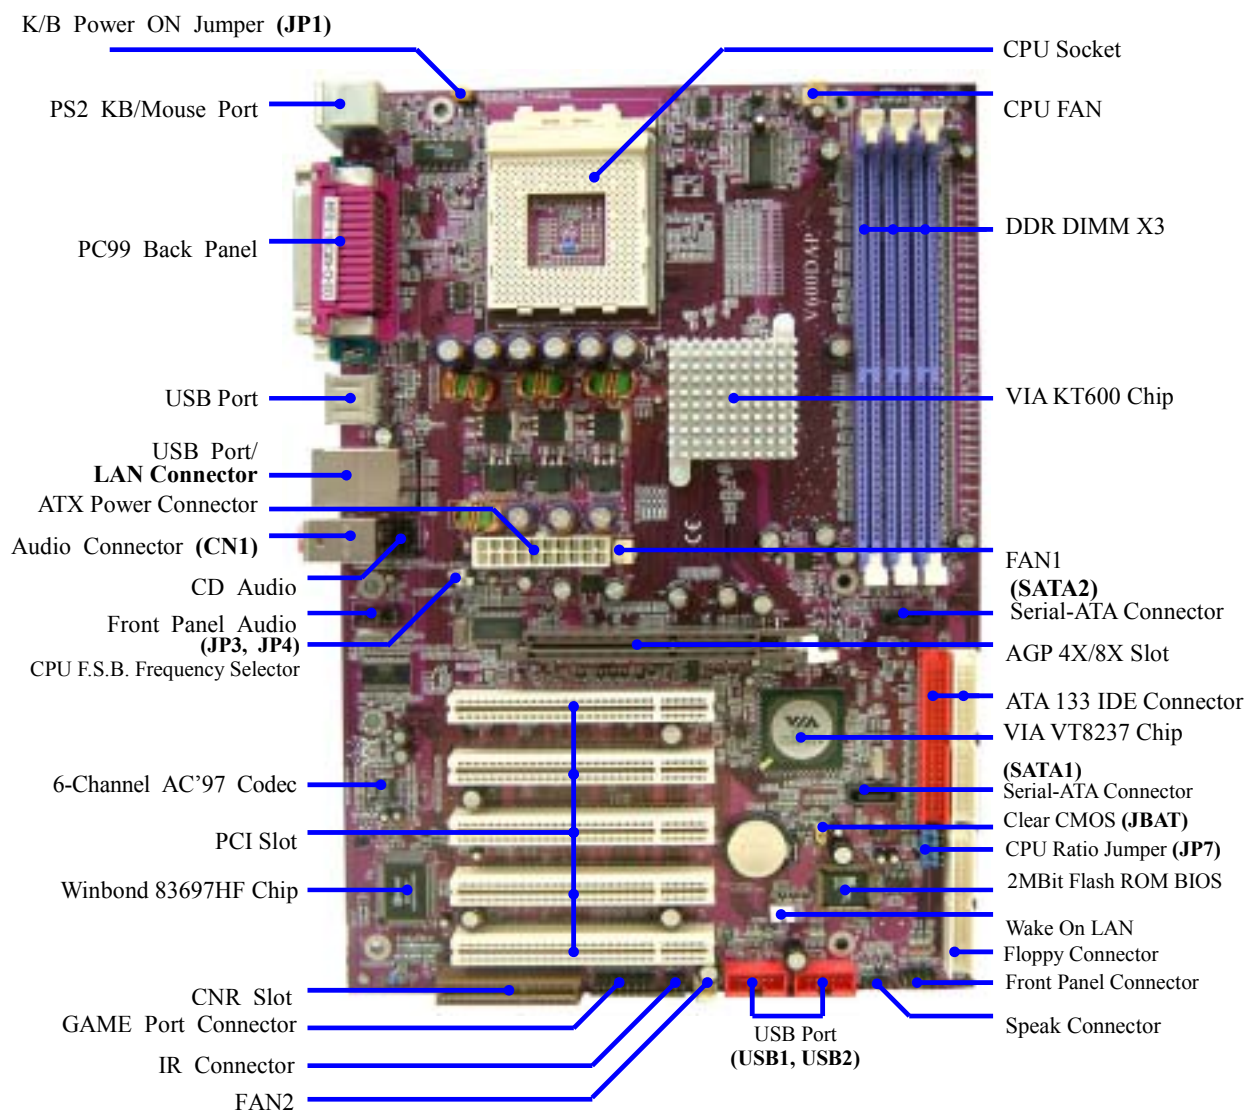 K/B Power ON Jumper (JP1)
PS2 KB/Mouse Port
PC99 Back Panel
USB Port
USB Port/
LAN Connector
ATX Power Connector
Audio Connector (CN1)
CD Audio
Front Panel Audio
(JP3, JP4)
CPU F.S.B. Frequency Selector
6-Channel AC’97 Codec
PCI Slot
Winbond 83697HF Chip
CNR Slot
GAME Port Connector
IR Connector
FAN2
CPU Socket
CPU FAN
DDR DIMM X3
VIA KT600 Chip
FAN1
(SATA2)
Serial-ATA Connector
AGP 4X/8X Slot
ATA 133 IDE Connector
VIA VT8237 Chip
(SATA1)
Serial-ATA Connector
Clear CMOS (JBAT)
CPU Ratio Jumper (JP7)
2MBit Flash ROM BIOS
Wake On LAN
Floppy Connector
Front Panel Connector
Speak Connector
USB Port
(USB1, USB2)
V600DAP
VIA
CE